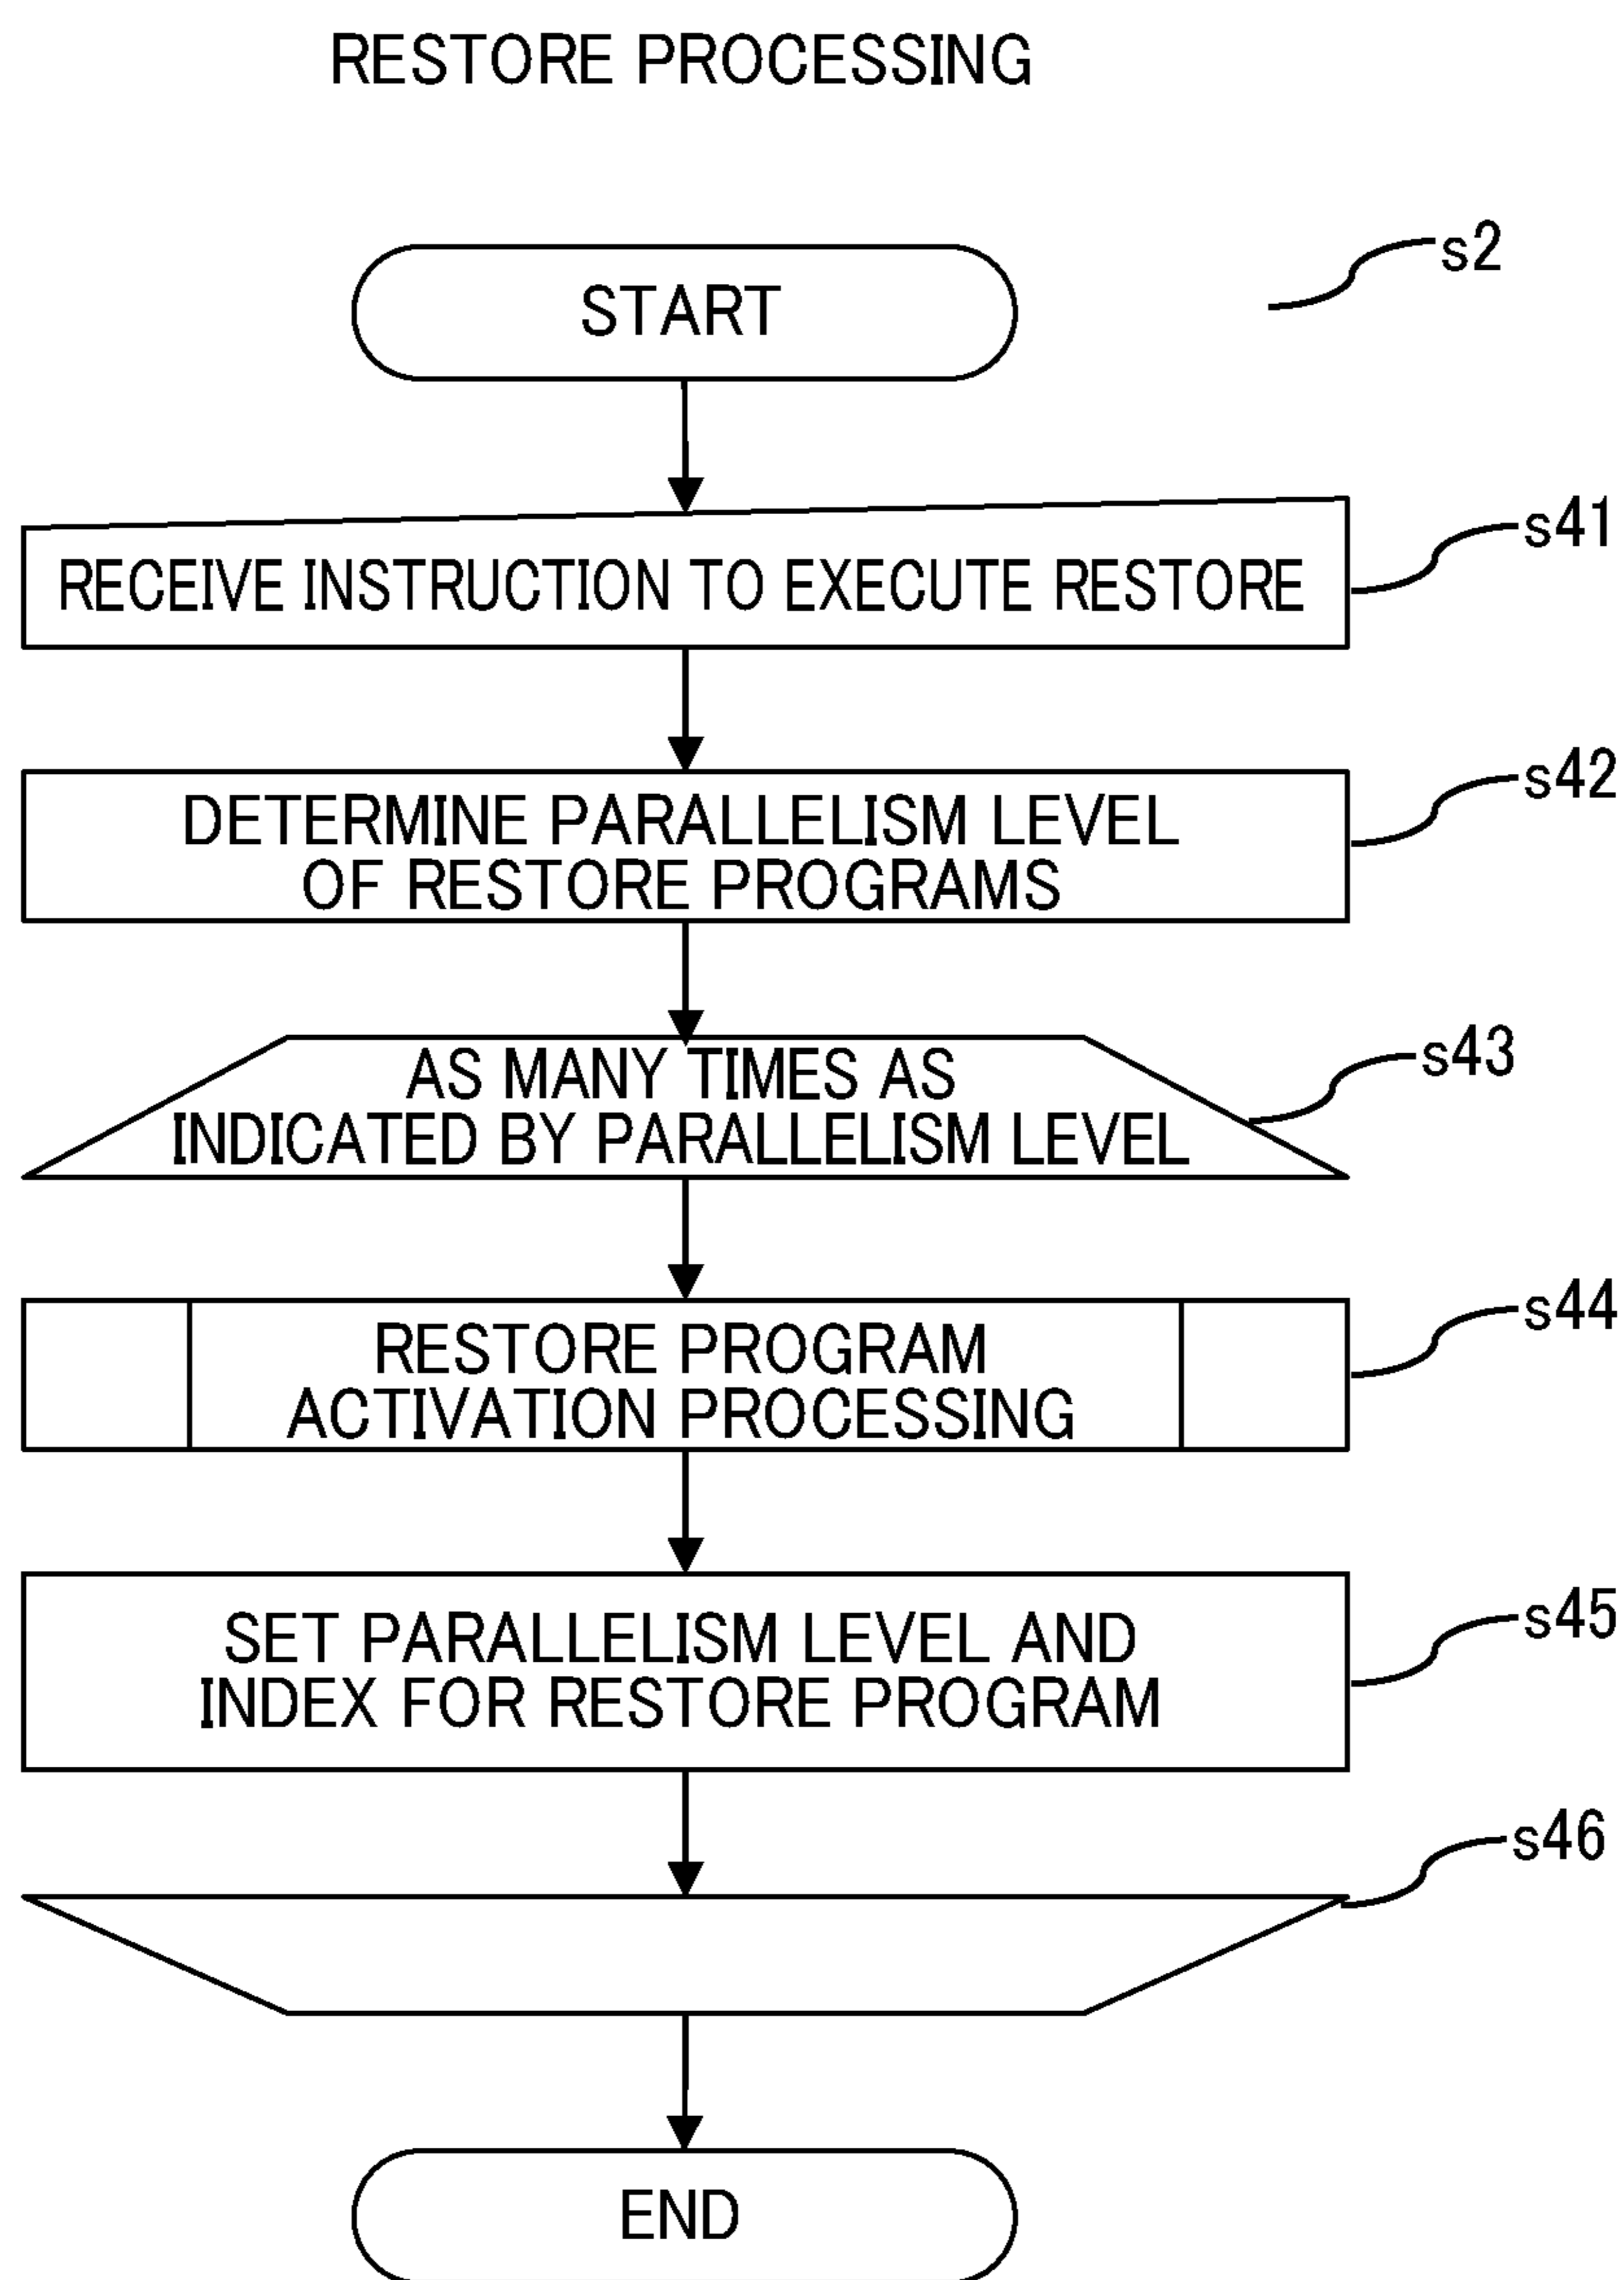 RESTORE PROCESSING
s2
START
s41
RECEIVE INSTRUCTION TO EXECUTE RESTORE
s42
DETERMINE PARALLELISM LEVEL
OF RESTORE PROGRAMS
s43
AS MANY TIMES AS
INDICATED BY PARALLELISM LEVEL
s44
RESTORE PROGRAM
ACTIVATION PROCESSING
s45
SET PARALLELISM LEVEL AND
INDEX FOR RESTORE PROGRAM
s46
END